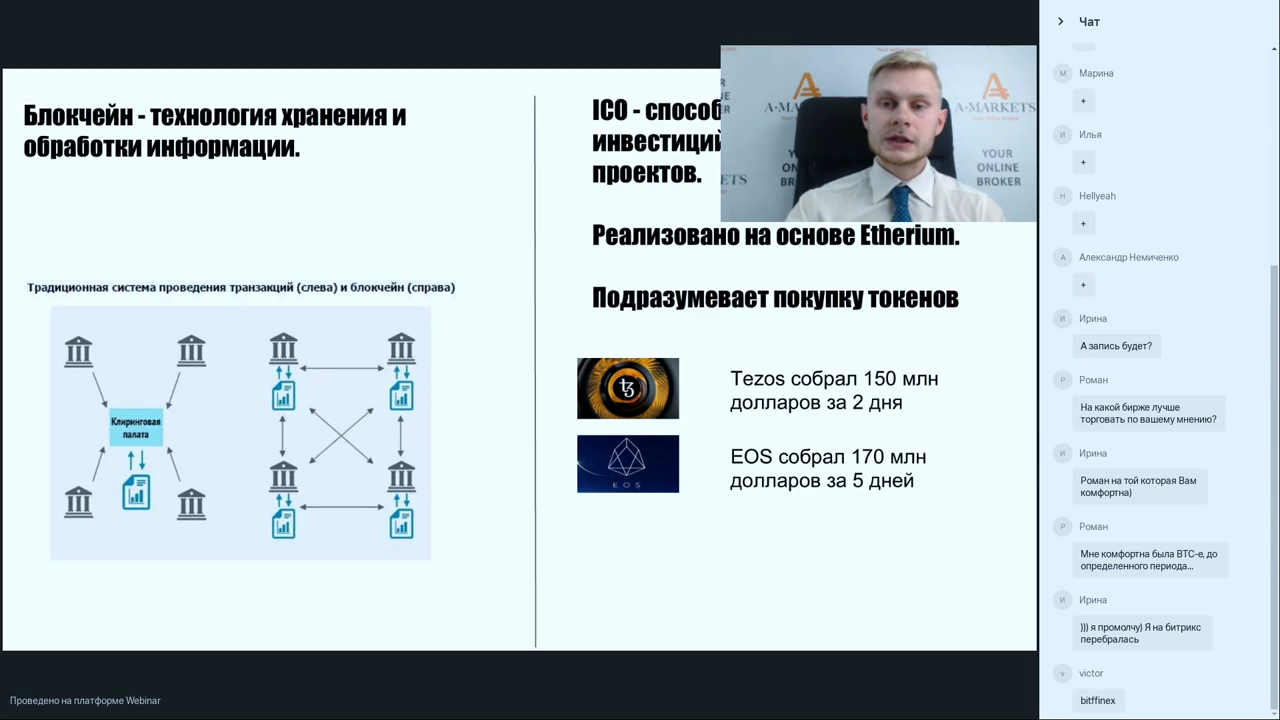 Блокчейн - технология хранения и
обработки информации.
Традиционная система проведения транзакций (слева) и блокчейн (справа)
Клиринговая
палата
ICO - способ
инвестиций
проектов.
Реализовано на основе Etherium.
Подразумевает покупку токенов
Tezos собрал 150 млн
долларов за 2 дня
EOS
EOS собрал 170 млн
долларов за 5 дней
A·MARKETS
YOUR
ONLINE
BROKER
A·MARKETS
YOUR
ONLINE
BROKER
Проведено на платформе Webinar
Чат
М
Марина
+
И
Илья
+
H
Hellyeah
+
А
Александр Немиченко
+
И
Ирина
А запись будет?
Р
Роман
На какой бирже лучше
торговать по вашему мнению?
И
Ирина
Роман на той которая Вам
комфортна)
Р
Роман
Мне комфортна была BTC-e, до
определенного периода...
И
Ирина
))) я промолчу) Я на битрикс
перебралась
v
victor
bitffinex